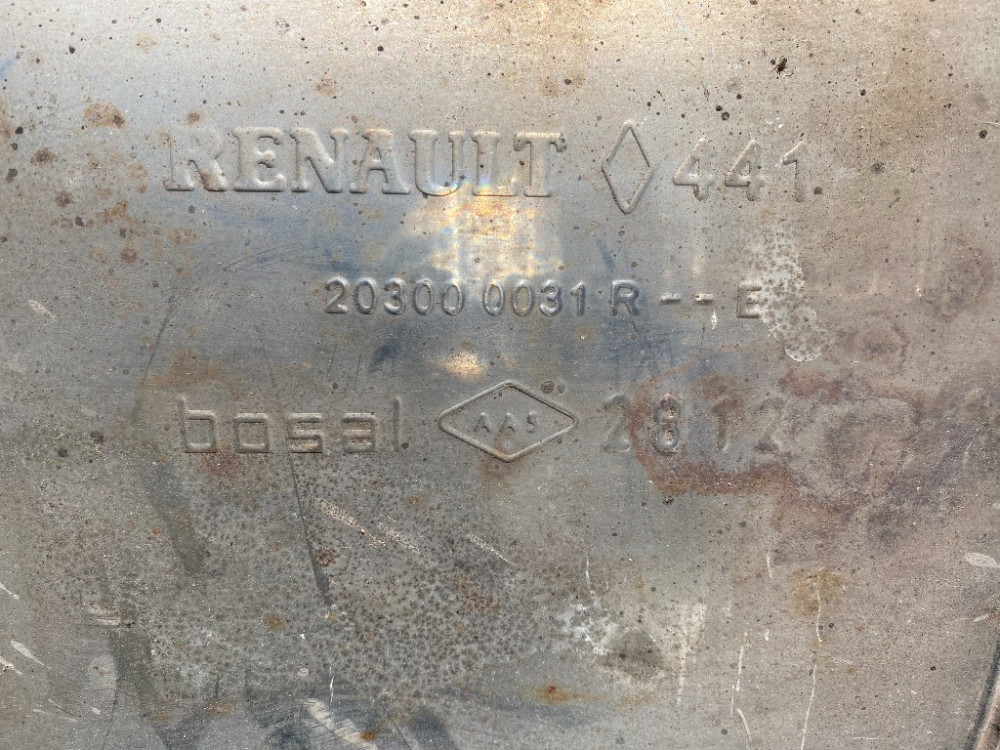 RENAULT 441
20300 0031 R -- E
bosal AAS 2812